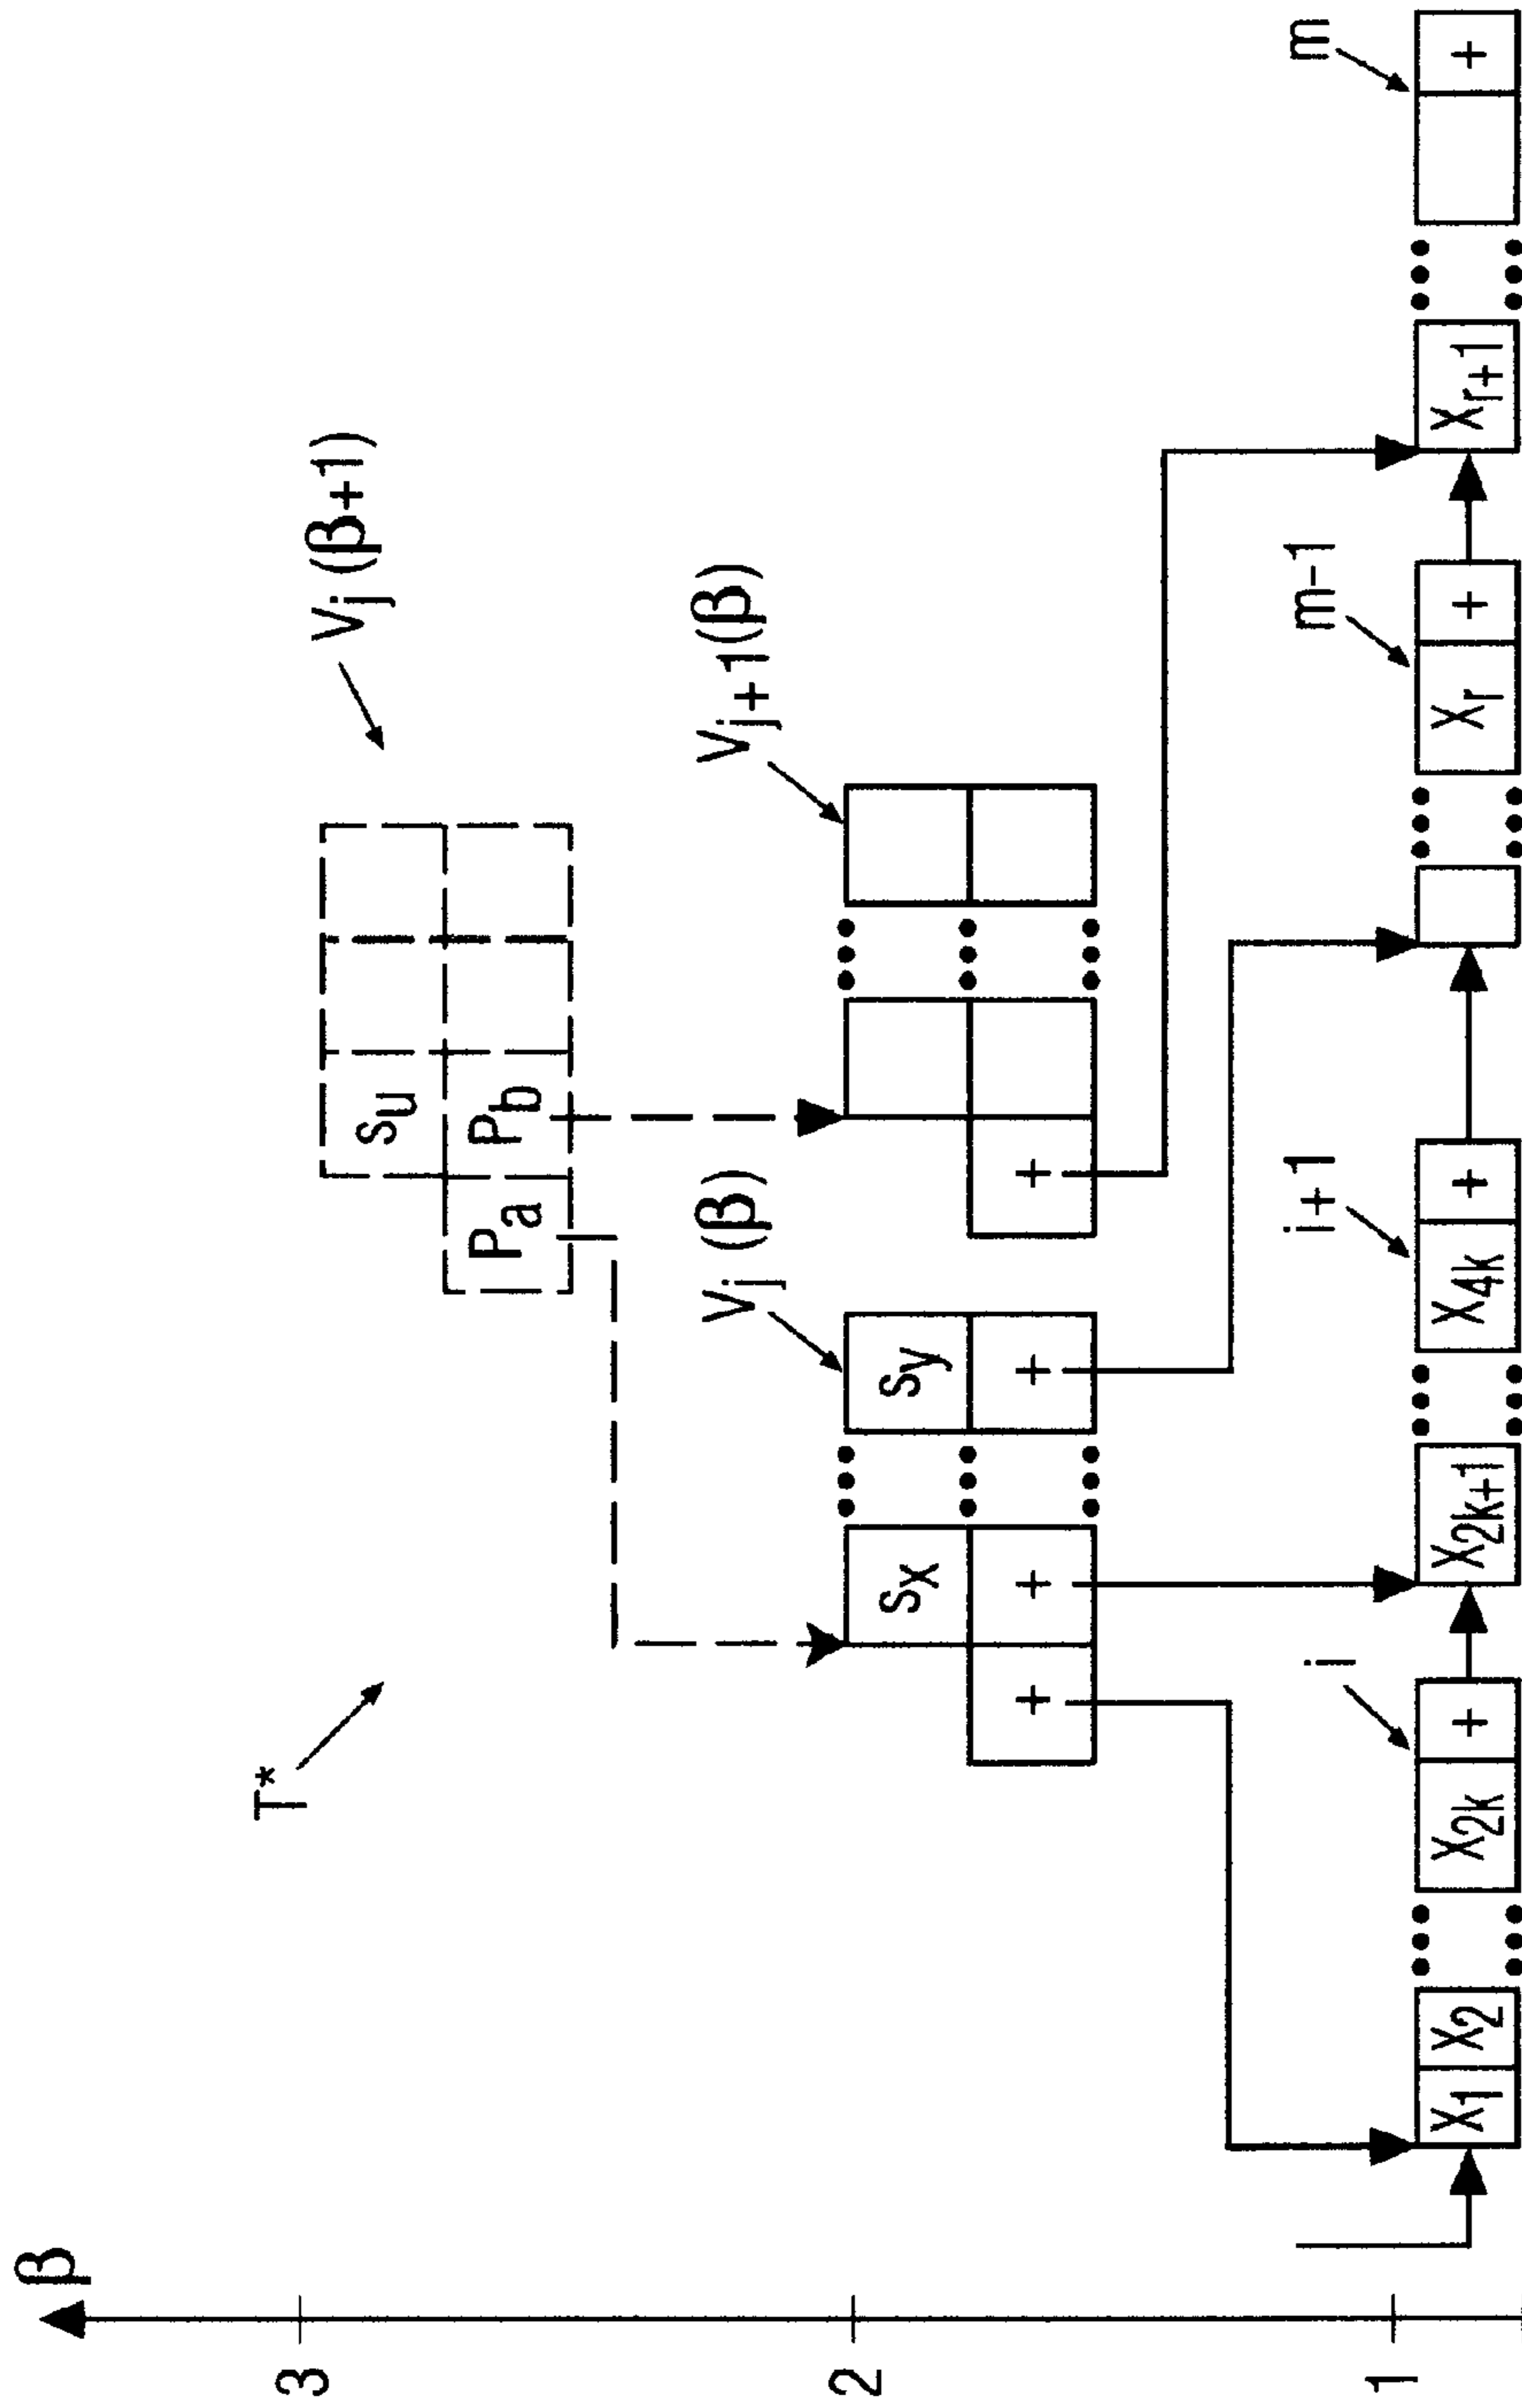 β
3
2
1
T*
Vj (β+1)
su
Pa Pb
Vj (β)
Vj+1(β)
sx sy
+ + + +
i
i+1
m-1
m
X1 X2 X2k + X2k+1 X4k + Xr + Xr+1 +